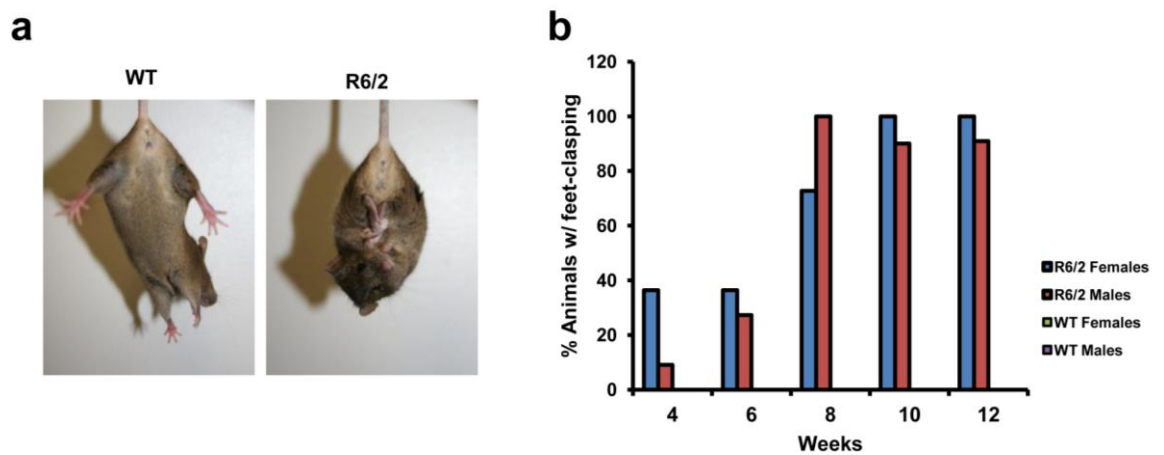 a
WT
R6/2
b
% Animals w/ feet-clasping
120
100
80
60
40
20
0
4 6 8 10 12
Weeks
R6/2 Females
R6/2 Males
WT Females
WT Males